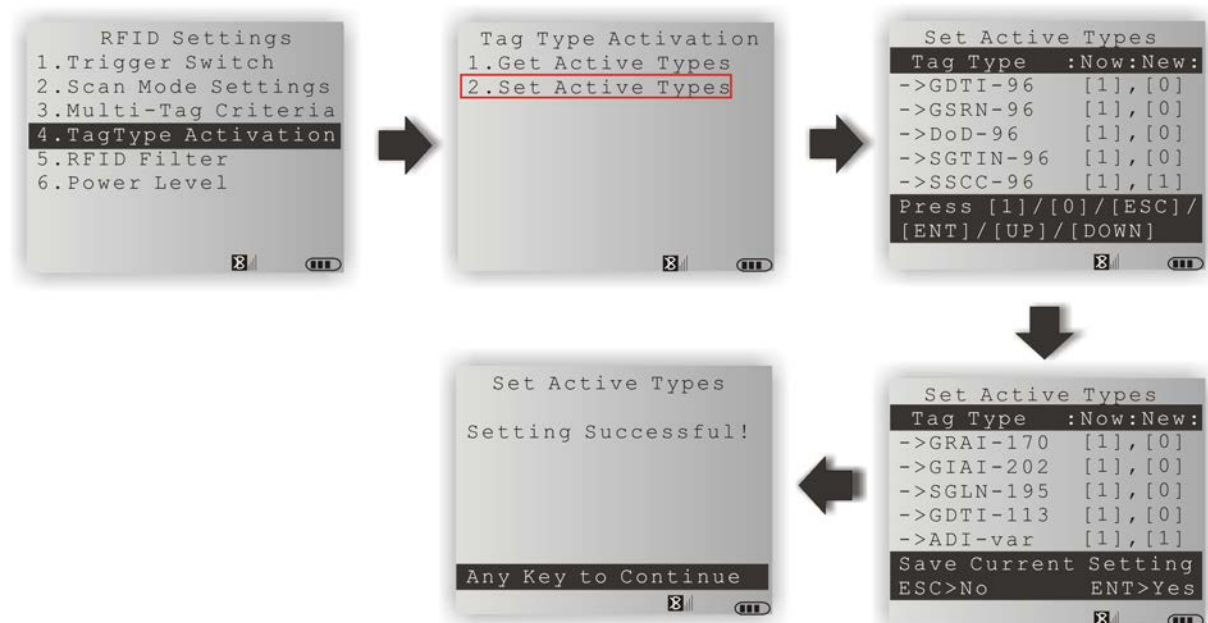 RFID Settings
1.Trigger Switch
2.Scan Mode Settings
3.Multi-Tag Criteria
4.TagType Activation
5.RFID Filter
6.Power Level
Tag Type Activation
1.Get Active Types
2.Set Active Types
Set Active Types
Tag Type :Now:New:
->GDTI-96 [1],[0]
->GSRN-96 [1],[0]
->DoD-96 [1],[0]
->SGTIN-96 [1],[0]
->SSCC-96 [1],[1]
Press [1]/[0]/[ESC]/
[ENT]/[UP]/[DOWN]
Set Active Types
Tag Type :Now:New:
->GRAI-170 [1],[0]
->GIAI-202 [1],[0]
->SGLN-195 [1],[0]
->GDTI-113 [1],[0]
->ADI-var [1],[1]
Save Current Setting
ESC>No ENT>Yes
Set Active Types
Setting Successful!
Any Key to Continue